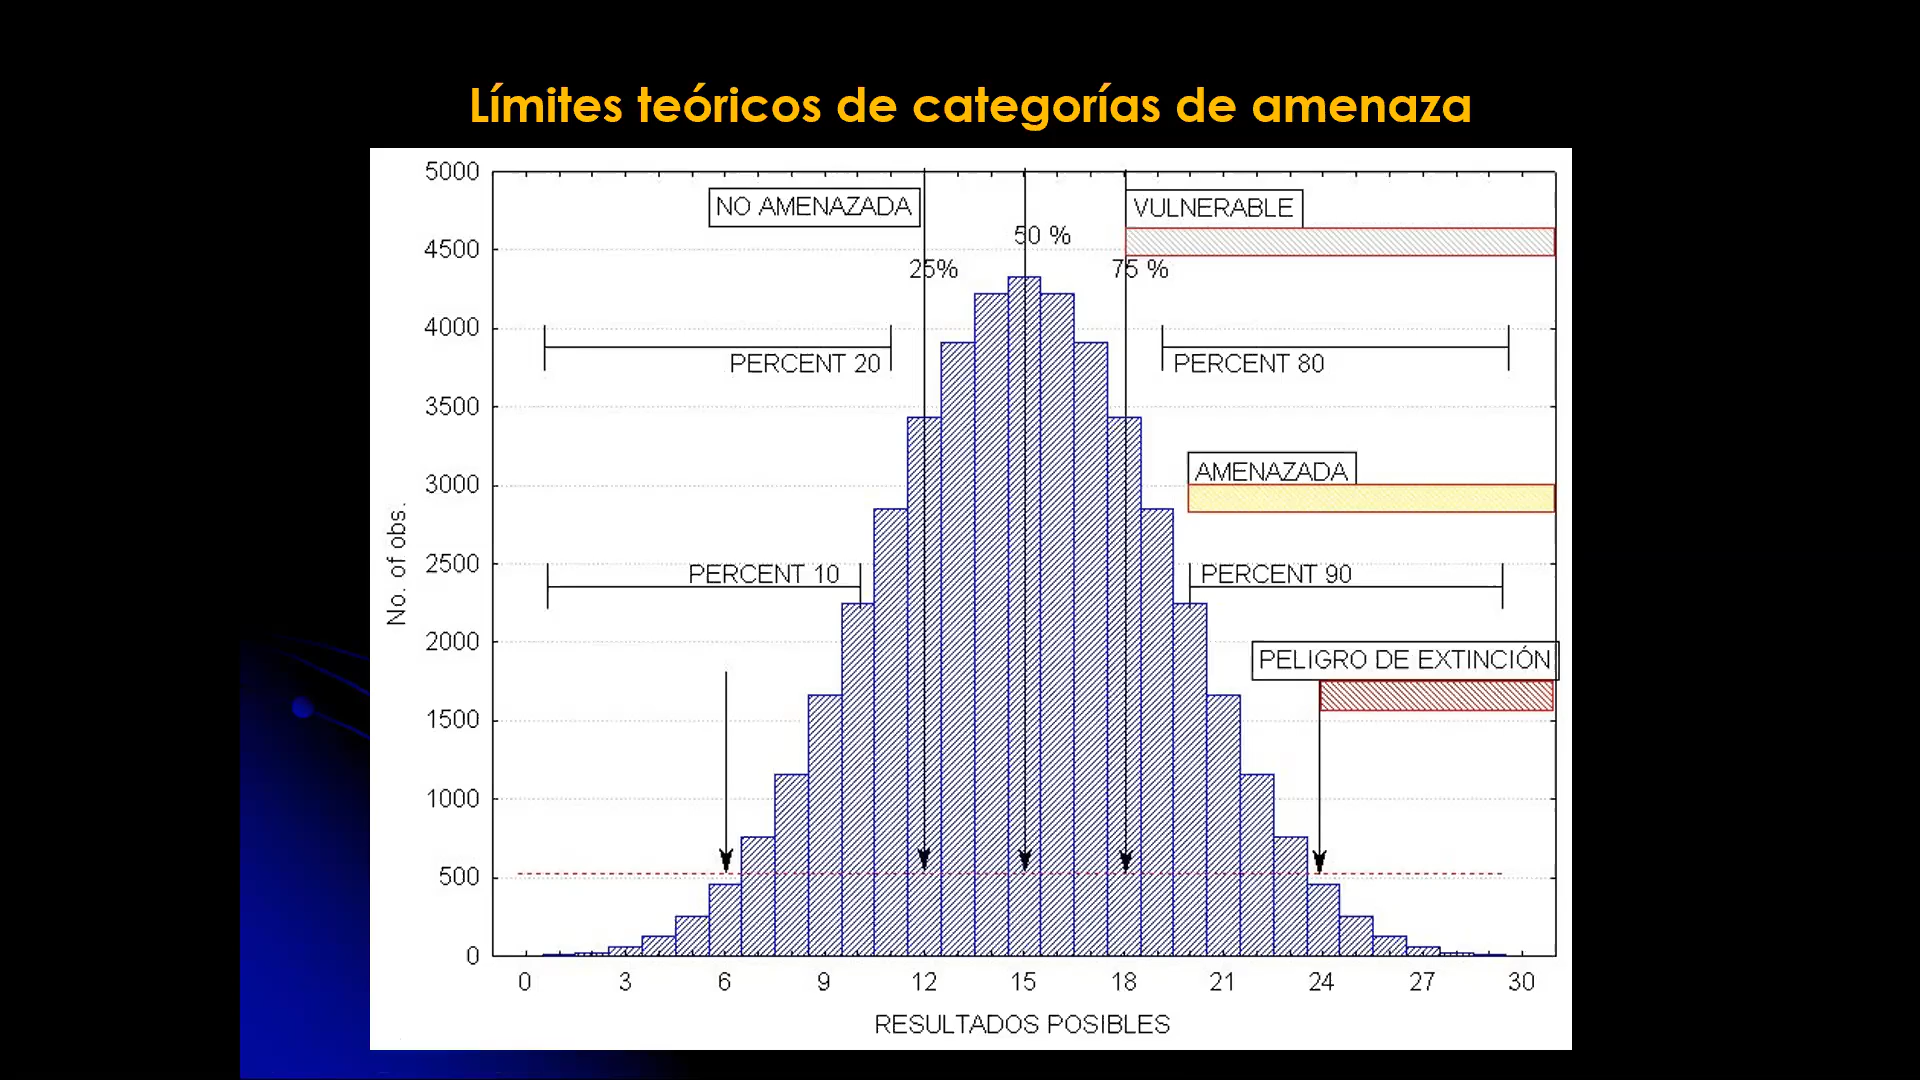 Límites teóricos de categorías de amenaza
5000
NO AMENAZADA
VULNERABLE
50 %
4500
25%
75 %
4000
PERCENT 20
PERCENT 80
3500
AMENAZADA
3000
No. of obs.
2500
PERCENT 10
PERCENT 90
2000
PELIGRO DE EXTINCIÓN
1500
1000
500
0
0 3 6 9 12 15 18 21 24 27 30
RESULTADOS POSIBLES